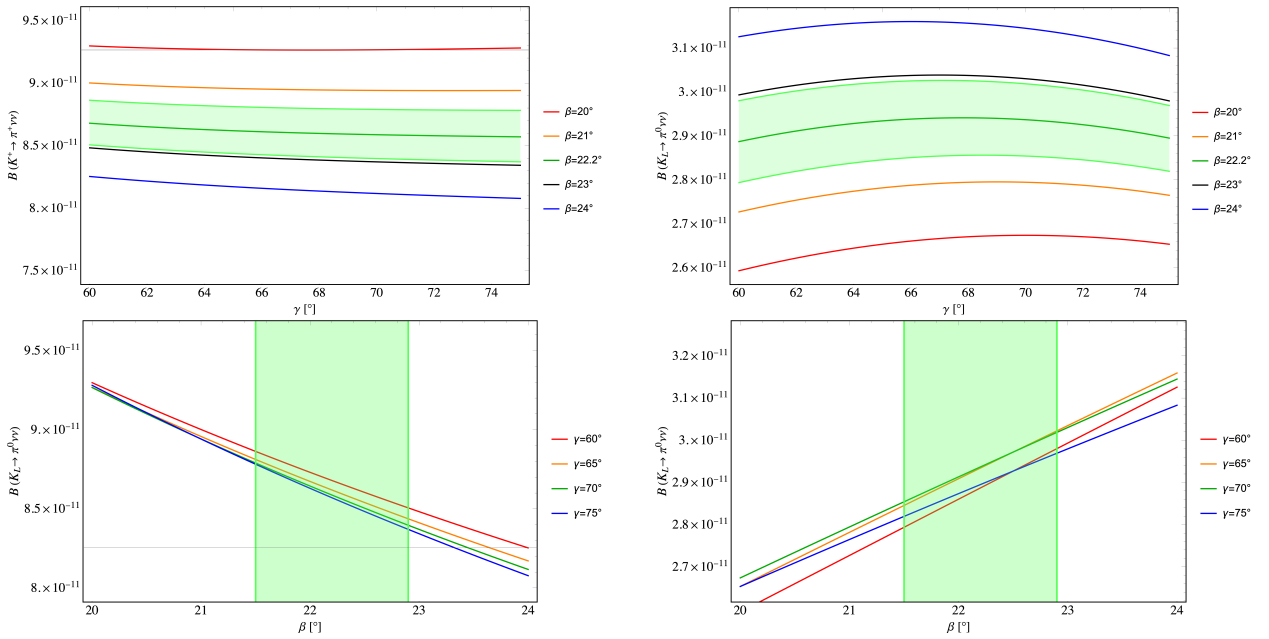 9.5×10⁻¹¹
9.×10⁻¹¹
8.5×10⁻¹¹
8.×10⁻¹¹
7.5×10⁻¹¹
B (K⁺→ π⁺νν)
60 62 64 66 68 70 72 74
γ [°]
β=20°
β=21°
β=22.2°
β=23°
β=24°
3.1×10⁻¹¹
3.×10⁻¹¹
2.9×10⁻¹¹
2.8×10⁻¹¹
2.7×10⁻¹¹
2.6×10⁻¹¹
B (K_L→ π⁰νν)
60 62 64 66 68 70 72 74
γ [°]
β=20°
β=21°
β=22.2°
β=23°
β=24°
9.5×10⁻¹¹
9.×10⁻¹¹
8.5×10⁻¹¹
8.×10⁻¹¹
B (K_L→ π⁰νν)
20 21 22 23 24
β [°]
γ=60°
γ=65°
γ=70°
γ=75°
3.2×10⁻¹¹
3.1×10⁻¹¹
3.×10⁻¹¹
2.9×10⁻¹¹
2.8×10⁻¹¹
2.7×10⁻¹¹
B (K_L→ π⁰νν)
20 21 22 23 24
β [°]
γ=60°
γ=65°
γ=70°
γ=75°